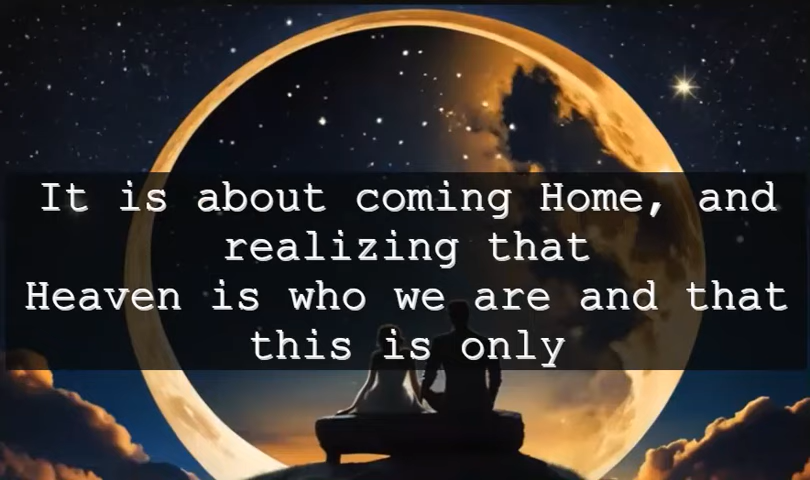 It is about coming Home, and
realizing that
Heaven is who we are and that
this is only